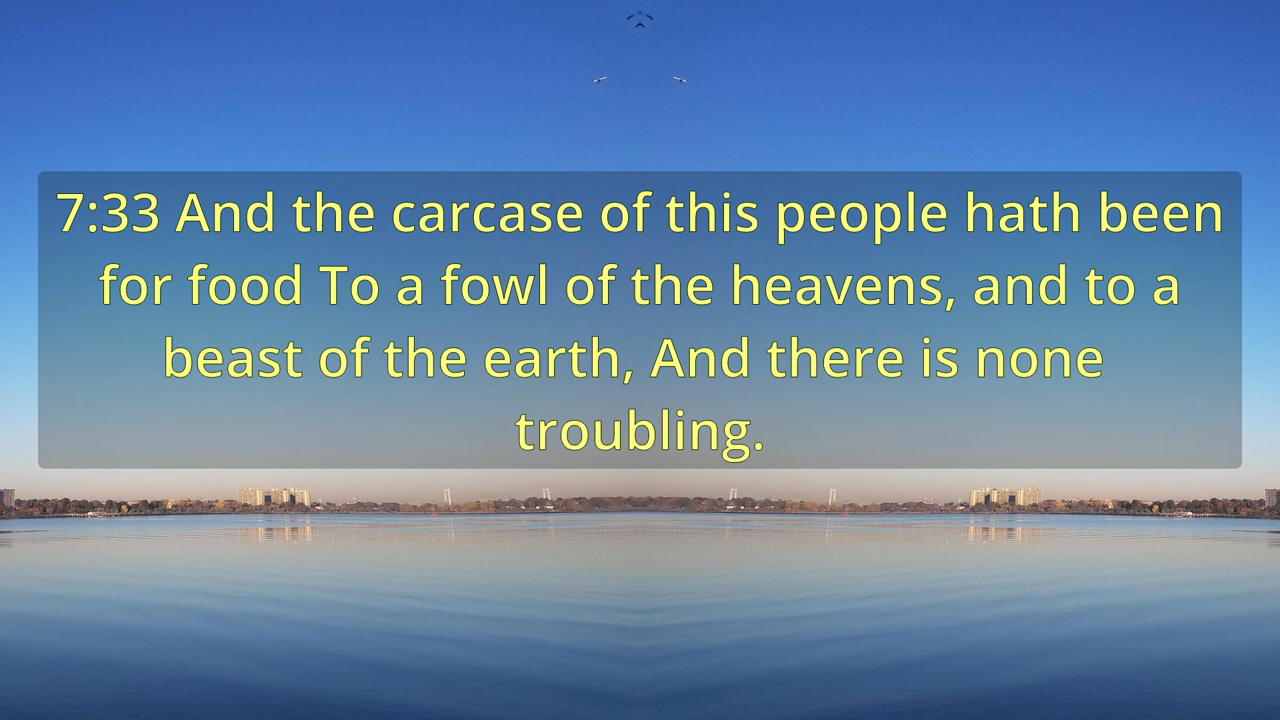 7:33 And the carcase of this people hath been
for food To a fowl of the heavens, and to a
beast of the earth, And there is none
troubling.